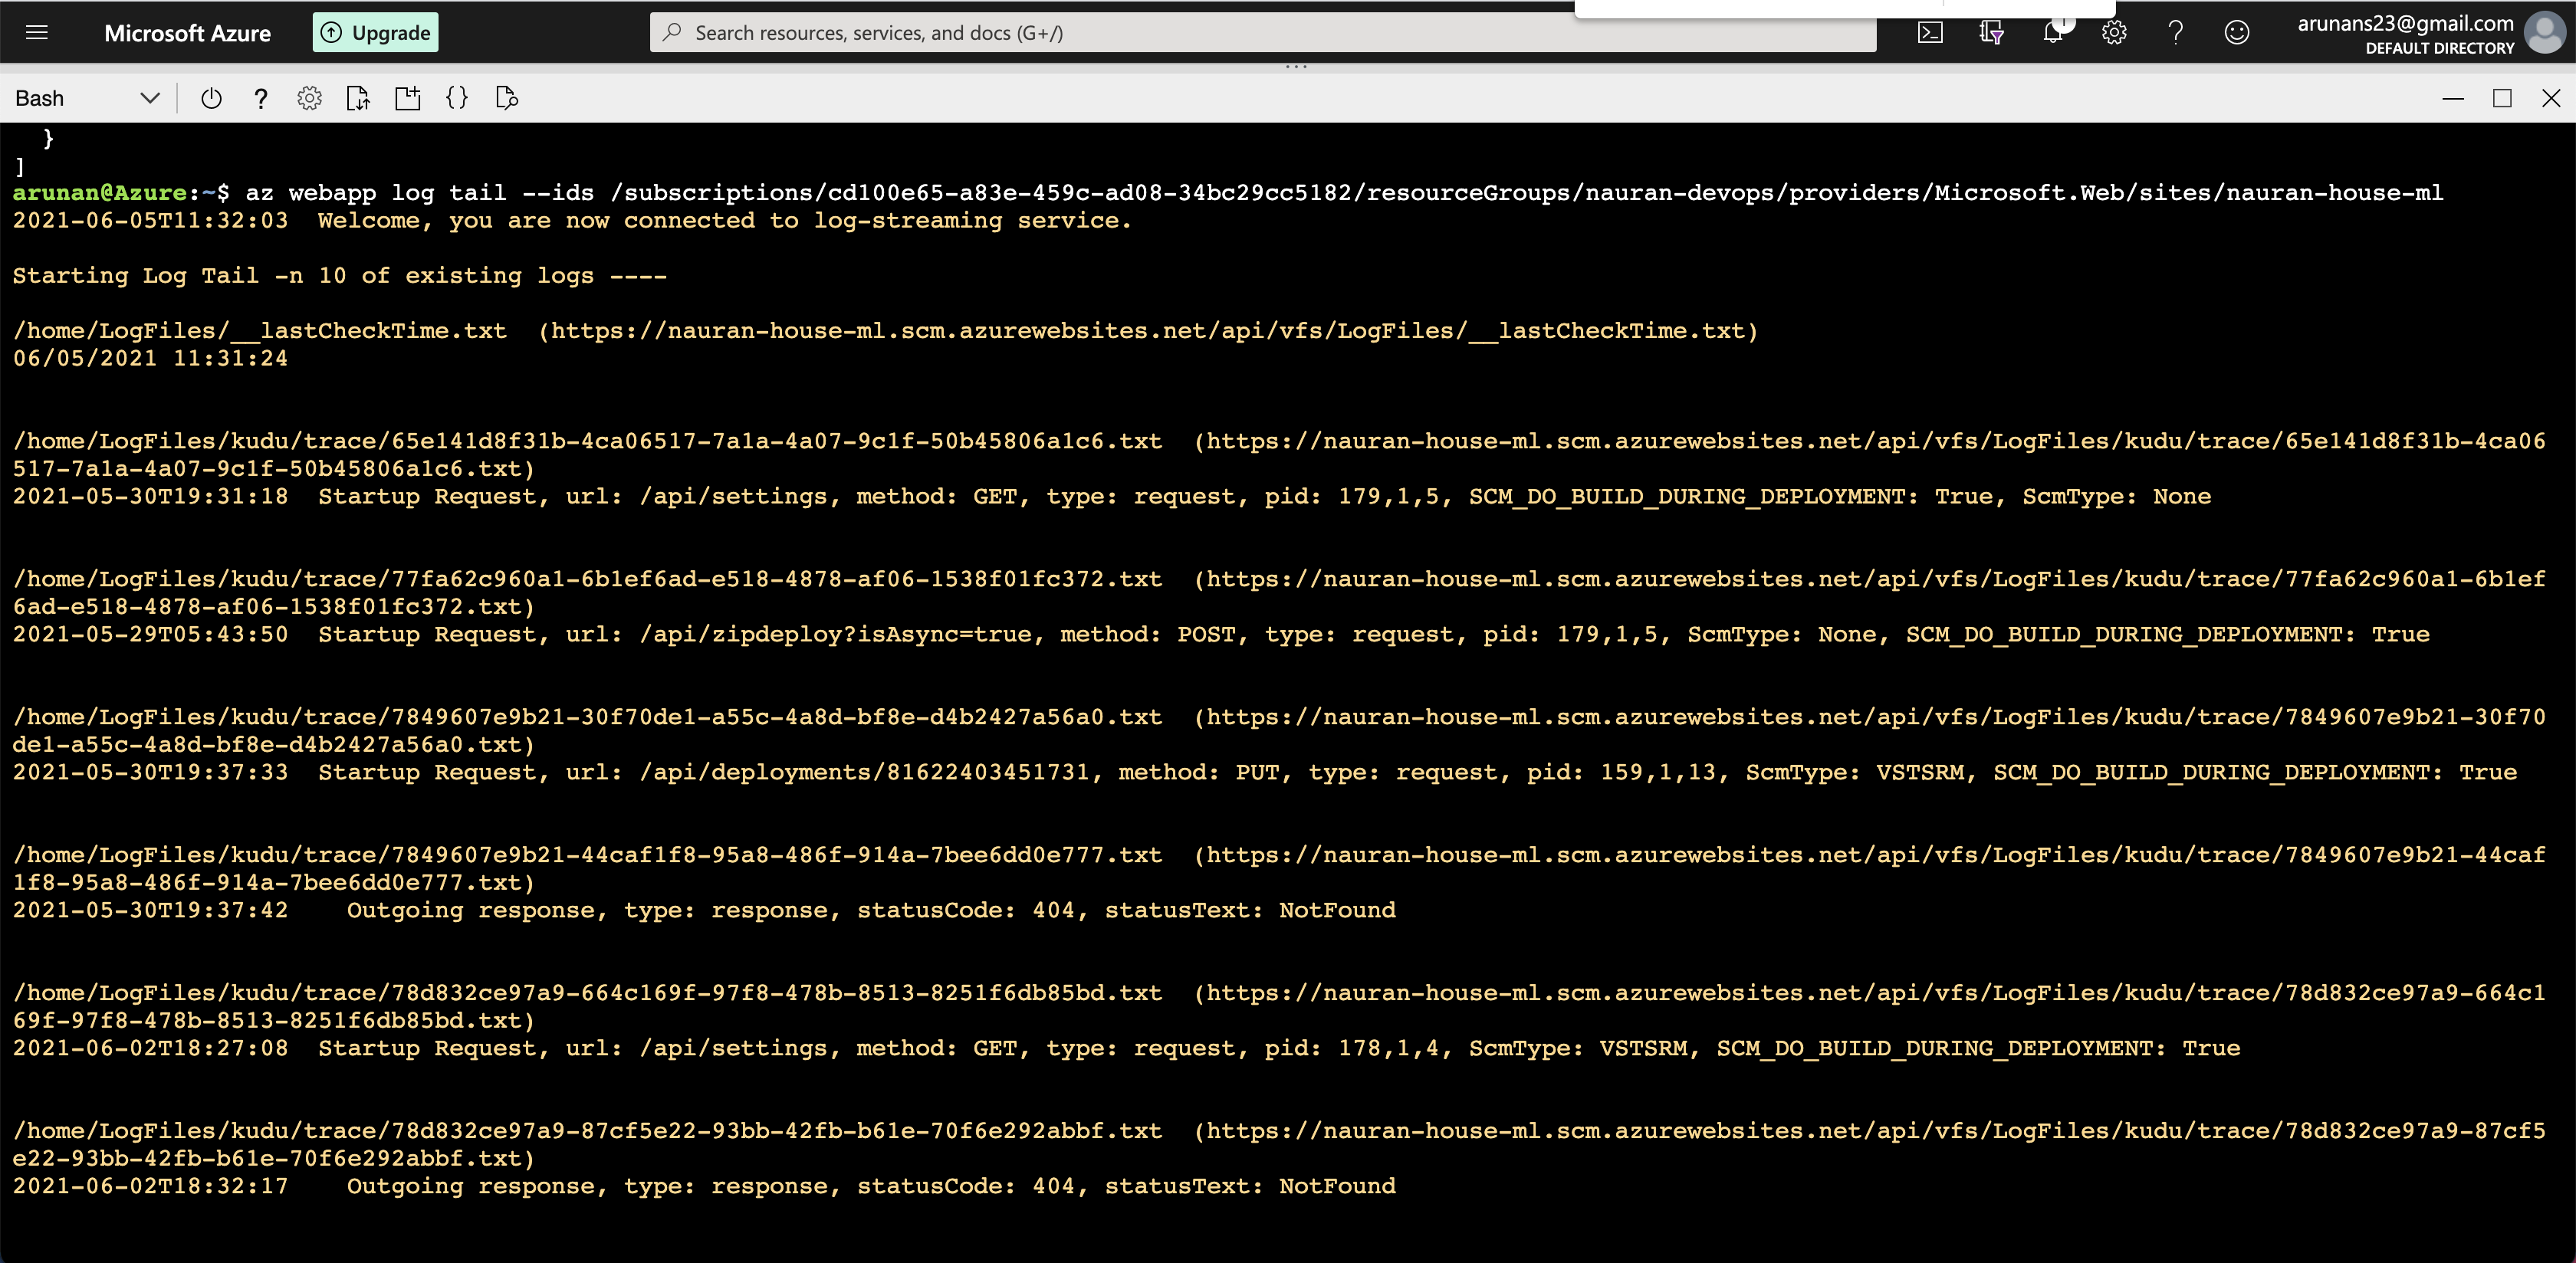 Microsoft Azure
Upgrade
Search resources, services, and docs (G+/)
1
arunans23@gmail.com
DEFAULT DIRECTORY
Bash
}
]
arunan@Azure:~$ az webapp log tail --ids /subscriptions/cd100e65-a83e-459c-ad08-34bc29cc5182/resourceGroups/nauran-devops/providers/Microsoft.Web/sites/nauran-house-ml
2021-06-05T11:32:03  Welcome, you are now connected to log-streaming service.
Starting Log Tail -n 10 of existing logs ----
/home/LogFiles/__lastCheckTime.txt  (https://nauran-house-ml.scm.azurewebsites.net/api/vfs/LogFiles/__lastCheckTime.txt)
06/05/2021 11:31:24
/home/LogFiles/kudu/trace/65e141d8f31b-4ca06517-7a1a-4a07-9c1f-50b45806a1c6.txt  (https://nauran-house-ml.scm.azurewebsites.net/api/vfs/LogFiles/kudu/trace/65e141d8f31b-4ca06
517-7a1a-4a07-9c1f-50b45806a1c6.txt)
2021-05-30T19:31:18  Startup Request, url: /api/settings, method: GET, type: request, pid: 179,1,5, SCM_DO_BUILD_DURING_DEPLOYMENT: True, ScmType: None
/home/LogFiles/kudu/trace/77fa62c960a1-6b1ef6ad-e518-4878-af06-1538f01fc372.txt  (https://nauran-house-ml.scm.azurewebsites.net/api/vfs/LogFiles/kudu/trace/77fa62c960a1-6b1ef
6ad-e518-4878-af06-1538f01fc372.txt)
2021-05-29T05:43:50  Startup Request, url: /api/zipdeploy?isAsync=true, method: POST, type: request, pid: 179,1,5, ScmType: None, SCM_DO_BUILD_DURING_DEPLOYMENT: True
/home/LogFiles/kudu/trace/7849607e9b21-30f70de1-a55c-4a8d-bf8e-d4b2427a56a0.txt  (https://nauran-house-ml.scm.azurewebsites.net/api/vfs/LogFiles/kudu/trace/7849607e9b21-30f70
de1-a55c-4a8d-bf8e-d4b2427a56a0.txt)
2021-05-30T19:37:33  Startup Request, url: /api/deployments/81622403451731, method: PUT, type: request, pid: 159,1,13, ScmType: VSTSRM, SCM_DO_BUILD_DURING_DEPLOYMENT: True
/home/LogFiles/kudu/trace/7849607e9b21-44caf1f8-95a8-486f-914a-7bee6dd0e777.txt  (https://nauran-house-ml.scm.azurewebsites.net/api/vfs/LogFiles/kudu/trace/7849607e9b21-44caf
1f8-95a8-486f-914a-7bee6dd0e777.txt)
2021-05-30T19:37:42    Outgoing response, type: response, statusCode: 404, statusText: NotFound
/home/LogFiles/kudu/trace/78d832ce97a9-664c169f-97f8-478b-8513-8251f6db85bd.txt  (https://nauran-house-ml.scm.azurewebsites.net/api/vfs/LogFiles/kudu/trace/78d832ce97a9-664c1
69f-97f8-478b-8513-8251f6db85bd.txt)
2021-06-02T18:27:08  Startup Request, url: /api/settings, method: GET, type: request, pid: 178,1,4, ScmType: VSTSRM, SCM_DO_BUILD_DURING_DEPLOYMENT: True
/home/LogFiles/kudu/trace/78d832ce97a9-87cf5e22-93bb-42fb-b61e-70f6e292abbf.txt  (https://nauran-house-ml.scm.azurewebsites.net/api/vfs/LogFiles/kudu/trace/78d832ce97a9-87cf5
e22-93bb-42fb-b61e-70f6e292abbf.txt)
2021-06-02T18:32:17    Outgoing response, type: response, statusCode: 404, statusText: NotFound